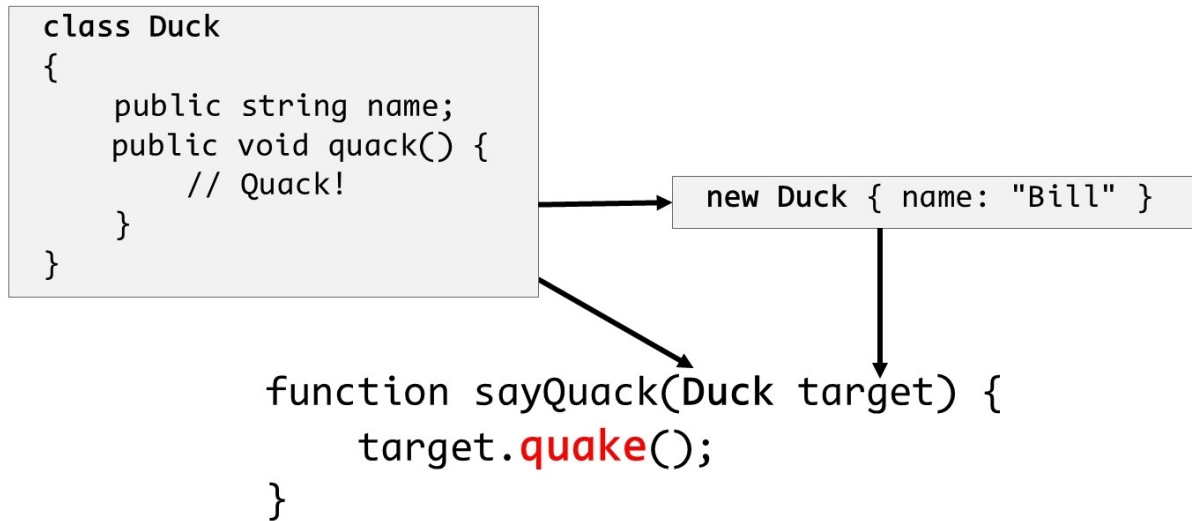 class Duck
{
public string name;
public void quack() {
// Quack!
}
}
new Duck { name: "Bill" }
function sayQuack(Duck target) {
target.quake();
}